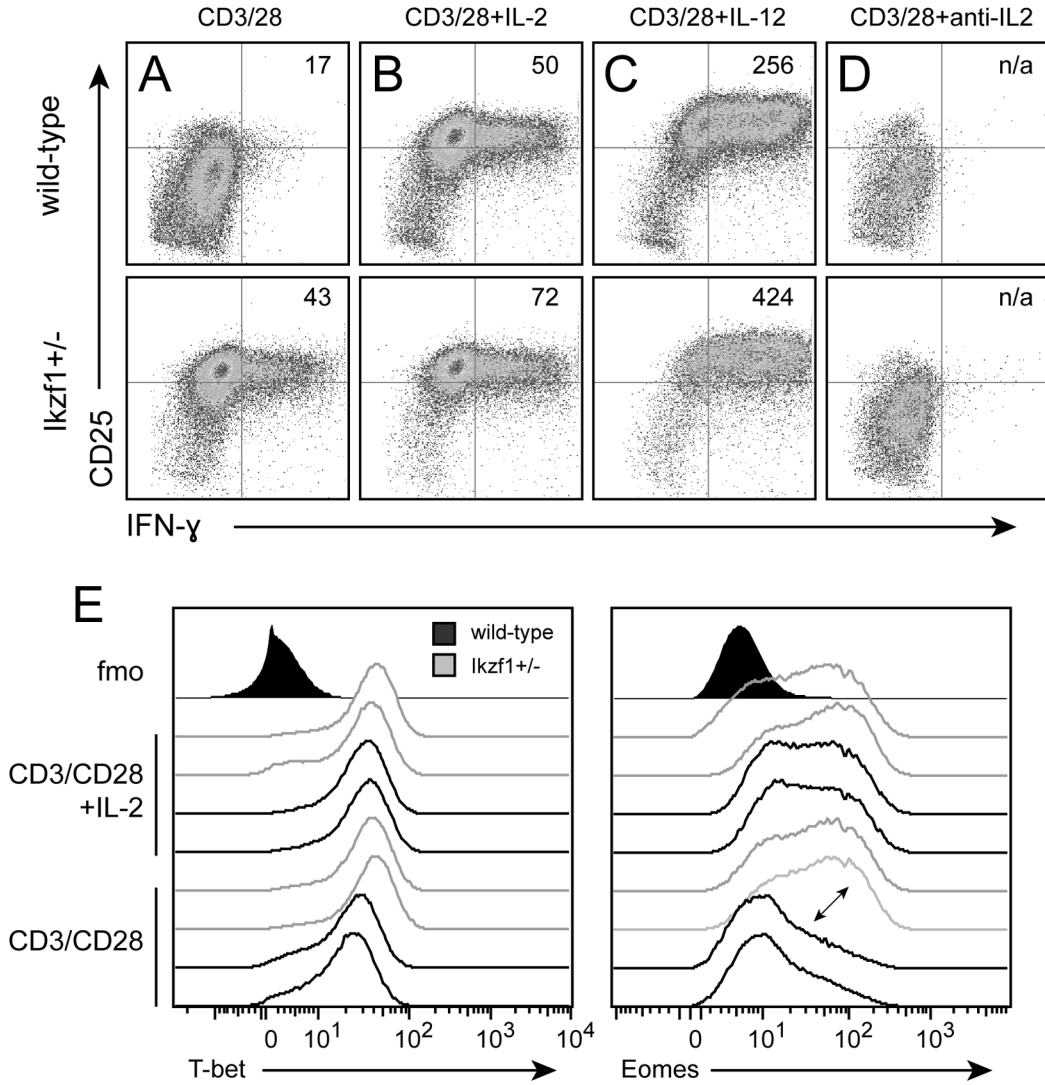 CD3/28 CD3/28+IL-2 CD3/28+IL-12 CD3/28+anti-IL2
wild-type
A 17 B 50 C 256 D n/a
Ikzf1+/-
43 72 424 n/a
CD25
IFN-ɣ
E
fmo
wild-type
Ikzf1+/-
CD3/CD28
+IL-2
CD3/CD28
0 10¹ 10² 10³ 10⁴ 0 10¹ 10² 10³
T-bet Eomes